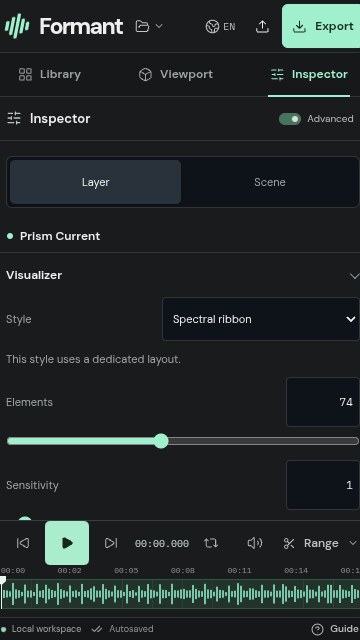 Formant
EN
Export
Library
Viewport
Inspector
Inspector
Advanced
Layer
Scene
Prism Current
Visualizer
Style
Spectral ribbon
This style uses a dedicated layout.
Elements
74
Sensitivity
1
00:00.000
Range
00:00 00:02 00:05 00:08 00:11 00:14
Local workspace
Autosaved
Guide